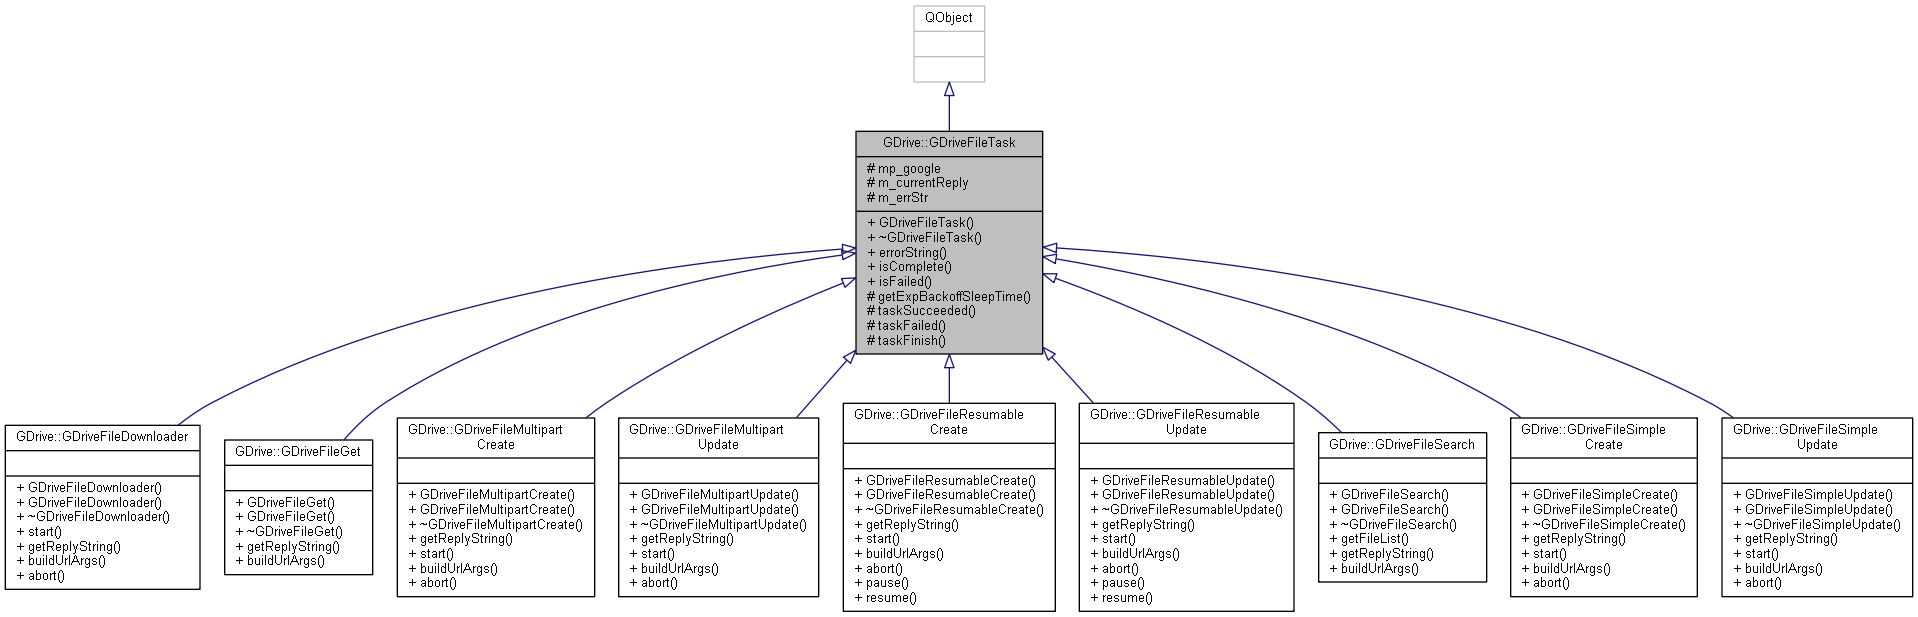 QObject
GDrive::GDriveFileTask
# mp_google
# m_currentReply
# m_errStr
+ GDriveFileTask()
+ ~GDriveFileTask()
+ errorString()
+ isComplete()
+ isFailed()
# getExpBackoffSleepTime()
# taskSucceeded()
# taskFailed()
# taskFinish()
GDrive::GDriveFileDownloader
+ GDriveFileDownloader()
+ GDriveFileDownloader()
+ ~GDriveFileDownloader()
+ start()
+ getReplyString()
+ buildUrlArgs()
+ abort()
GDrive::GDriveFileGet
+ GDriveFileGet()
+ GDriveFileGet()
+ ~GDriveFileGet()
+ getReplyString()
+ buildUrlArgs()
GDrive::GDriveFileMultipart
Create
+ GDriveFileMultipartCreate()
+ GDriveFileMultipartCreate()
+ ~GDriveFileMultipartCreate()
+ getReplyString()
+ start()
+ buildUrlArgs()
+ abort()
GDrive::GDriveFileMultipart
Update
+ GDriveFileMultipartUpdate()
+ GDriveFileMultipartUpdate()
+ ~GDriveFileMultipartUpdate()
+ getReplyString()
+ start()
+ buildUrlArgs()
+ abort()
GDrive::GDriveFileResumable
Create
+ GDriveFileResumableCreate()
+ GDriveFileResumableCreate()
+ ~GDriveFileResumableCreate()
+ getReplyString()
+ start()
+ buildUrlArgs()
+ abort()
+ pause()
+ resume()
GDrive::GDriveFileResumable
Update
+ GDriveFileResumableUpdate()
+ GDriveFileResumableUpdate()
+ ~GDriveFileResumableUpdate()
+ getReplyString()
+ start()
+ buildUrlArgs()
+ abort()
+ pause()
+ resume()
GDrive::GDriveFileSearch
+ GDriveFileSearch()
+ GDriveFileSearch()
+ ~GDriveFileSearch()
+ getFileList()
+ getReplyString()
+ buildUrlArgs()
GDrive::GDriveFileSimple
Create
+ GDriveFileSimpleCreate()
+ GDriveFileSimpleCreate()
+ ~GDriveFileSimpleCreate()
+ getReplyString()
+ start()
+ buildUrlArgs()
+ abort()
GDrive::GDriveFileSimple
Update
+ GDriveFileSimpleUpdate()
+ GDriveFileSimpleUpdate()
+ ~GDriveFileSimpleUpdate()
+ getReplyString()
+ start()
+ buildUrlArgs()
+ abort()